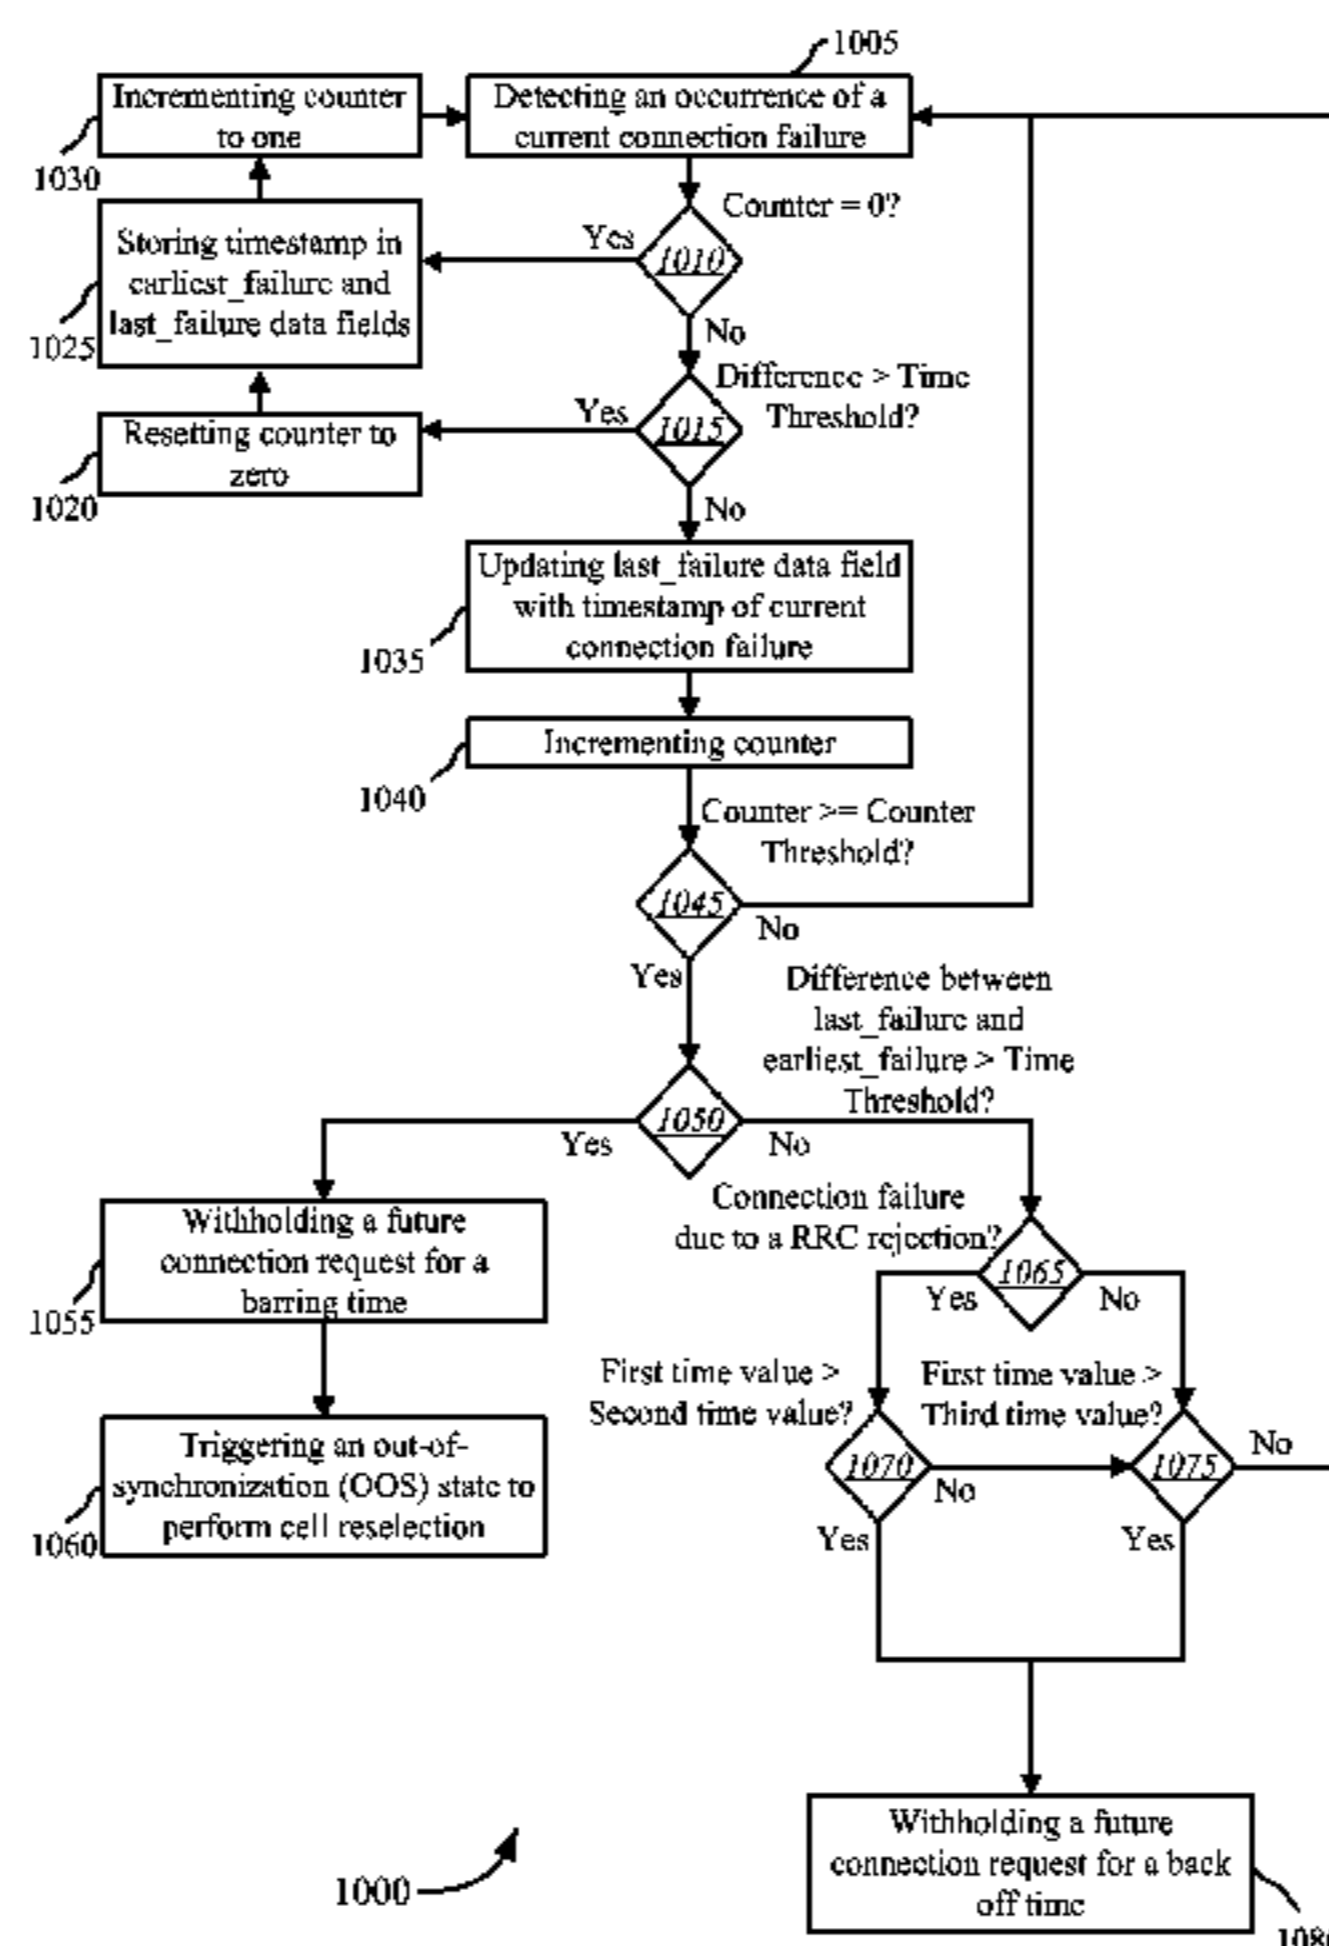 1005
Incrementing counter
to one
1030
Detecting an occurrence of a
current connection failure
Counter = 0?
Yes
1010
No
Storing timestamp in
earliest_failure and
last_failure data fields
1025
Difference > Time
Threshold?
Yes
1015
No
Resetting counter to
zero
1020
Updating last_failure data field
with timestamp of current
connection failure
1035
Incrementing counter
1040
Counter >= Counter
Threshold?
1045
No
Yes
Difference between
last_failure and
earliest_failure > Time
Threshold?
1050
Yes
No
Withholding a future
connection request for a
barring time
1055
Connection failure
due to a RRC rejection?
1065
Yes
No
First time value >
Second time value?
First time value >
Third time value?
1070
No
Yes
1075
No
Yes
Triggering an out-of-
synchronization (OOS) state to
perform cell reselection
1060
Withholding a future
connection request for a back
off time
1000